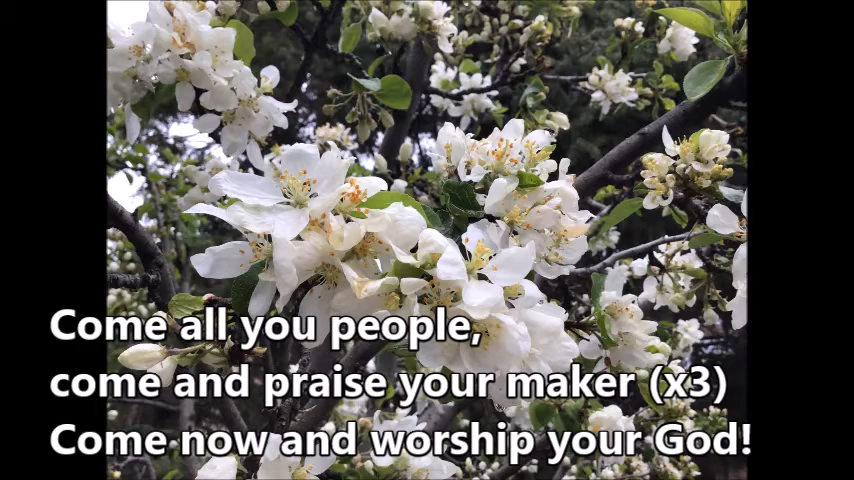 Come all you people,
come and praise your maker (x3)
Come now and worship your God!